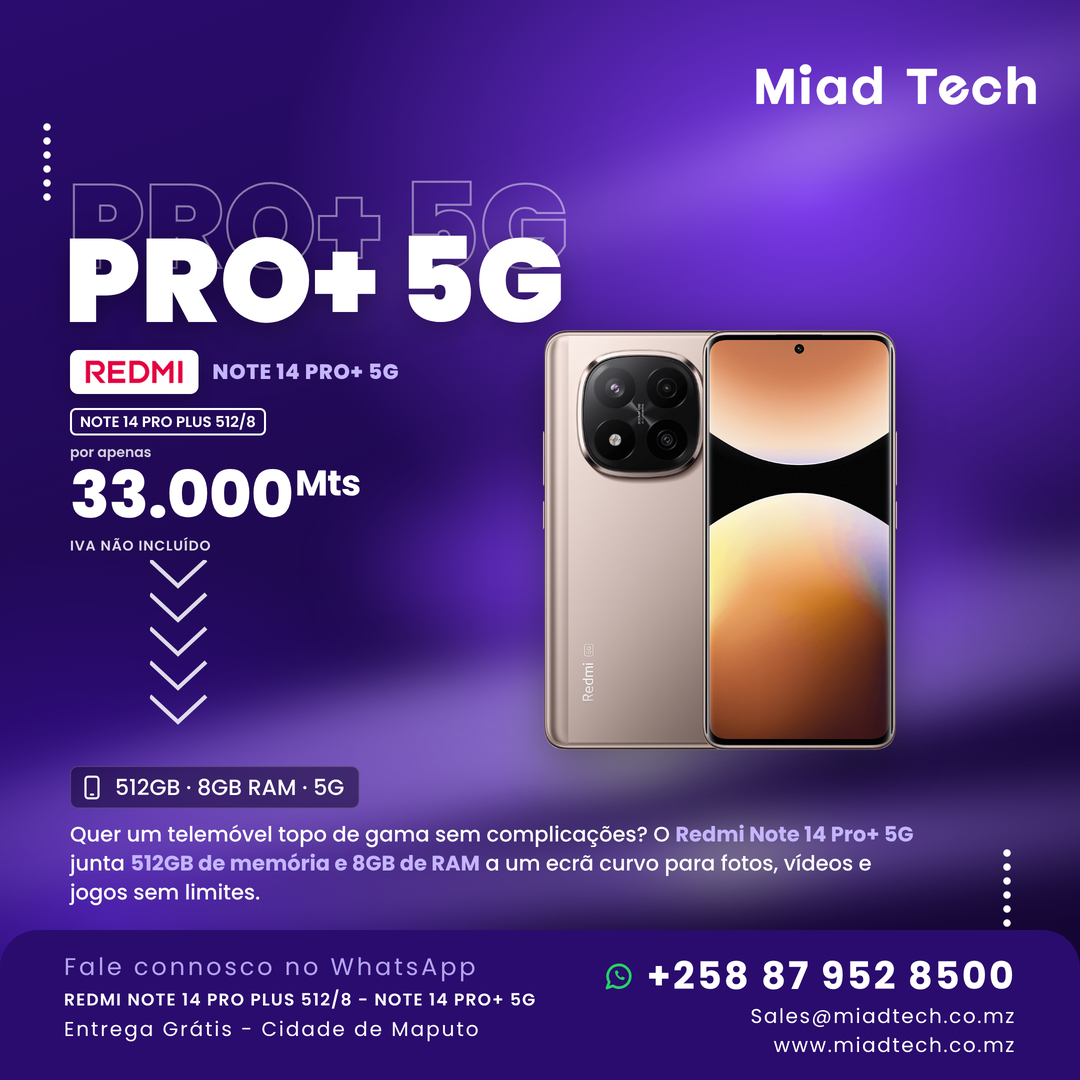 Miad Tech
PRO+ 5G
PRO+ 5G
REDMI NOTE 14 PRO+ 5G
NOTE 14 PRO PLUS 512/8
por apenas
33.000Mts
IVA NÃO INCLUÍDO
Redmi 5G
512GB · 8GB RAM · 5G
Quer um telemóvel topo de gama sem complicações? O Redmi Note 14 Pro+ 5G
junta 512GB de memória e 8GB de RAM a um ecrã curvo para fotos, vídeos e
jogos sem limites.
Fale connosco no WhatsApp
REDMI NOTE 14 PRO PLUS 512/8 - NOTE 14 PRO+ 5G
Entrega Grátis - Cidade de Maputo
+258 87 952 8500
Sales@miadtech.co.mz
www.miadtech.co.mz